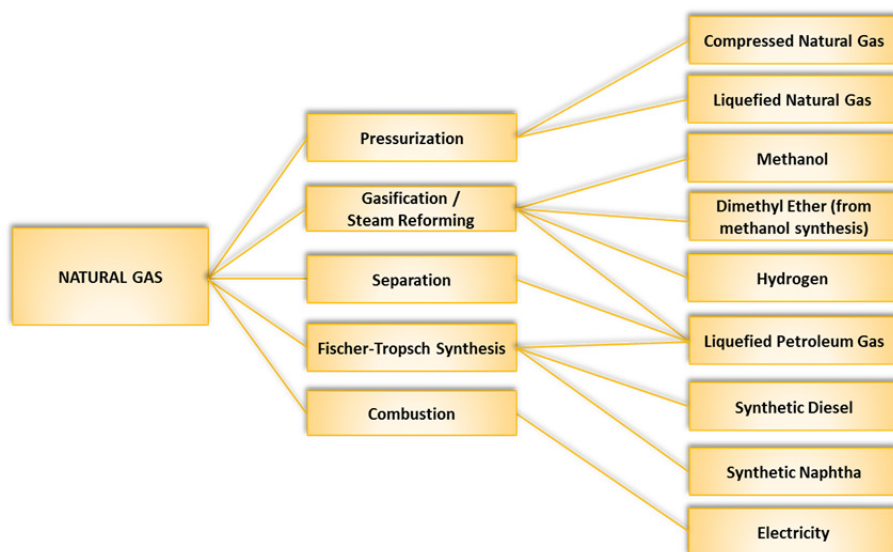 NATURAL GAS
Pressurization
Gasification /
Steam Reforming
Separation
Fischer-Tropsch Synthesis
Combustion
Compressed Natural Gas
Liquefied Natural Gas
Methanol
Dimethyl Ether (from
methanol synthesis)
Hydrogen
Liquefied Petroleum Gas
Synthetic Diesel
Synthetic Naphtha
Electricity